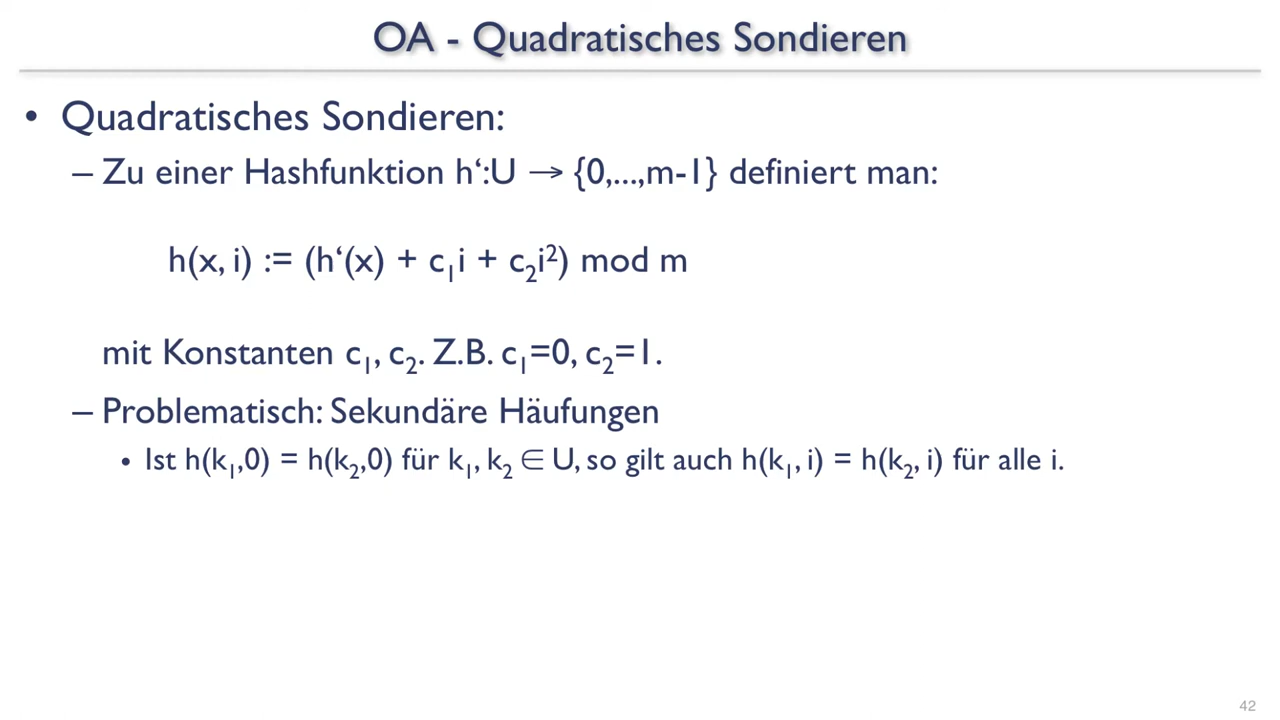 OA - Quadratisches Sondieren
• Quadratisches Sondieren:
– Zu einer Hashfunktion h‘:U → {0,...,m-1} definiert man:
h(x, i) := (h‘(x) + c₁i + c₂i²) mod m
mit Konstanten c₁, c₂. Z.B. c₁=0, c₂=1.
– Problematisch: Sekundäre Häufungen
• Ist h(k₁,0) = h(k₂,0) für k₁, k₂ ∈ U, so gilt auch h(k₁, i) = h(k₂, i) für alle i.
42